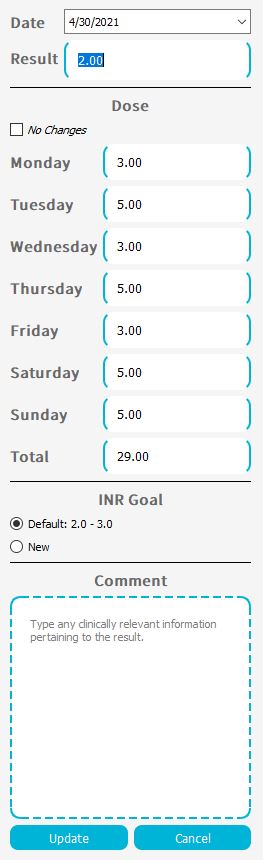 Date 4/30/2021
Result 2.00
Dose
No Changes
Monday 3.00
Tuesday 5.00
Wednesday 3.00
Thursday 5.00
Friday 3.00
Saturday 5.00
Sunday 5.00
Total 29.00
INR Goal
Default: 2.0 - 3.0
New
Comment
Type any clinically relevant information
pertaining to the result.
Update Cancel